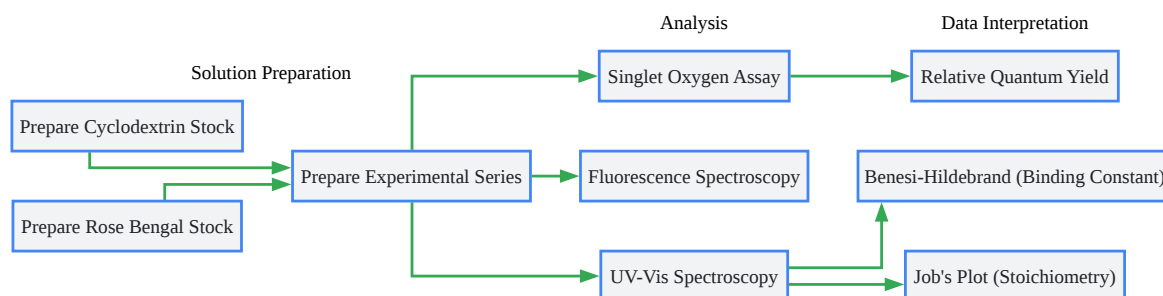 Analysis
Data Interpretation
Solution Preparation
Singlet Oxygen Assay
Relative Quantum Yield
Prepare Cyclodextrin Stock
Prepare Experimental Series
Fluorescence Spectroscopy
Benesi-Hildebrand (Binding Constant)
Prepare Rose Bengal Stock
UV-Vis Spectroscopy
Job's Plot (Stoichiometry)